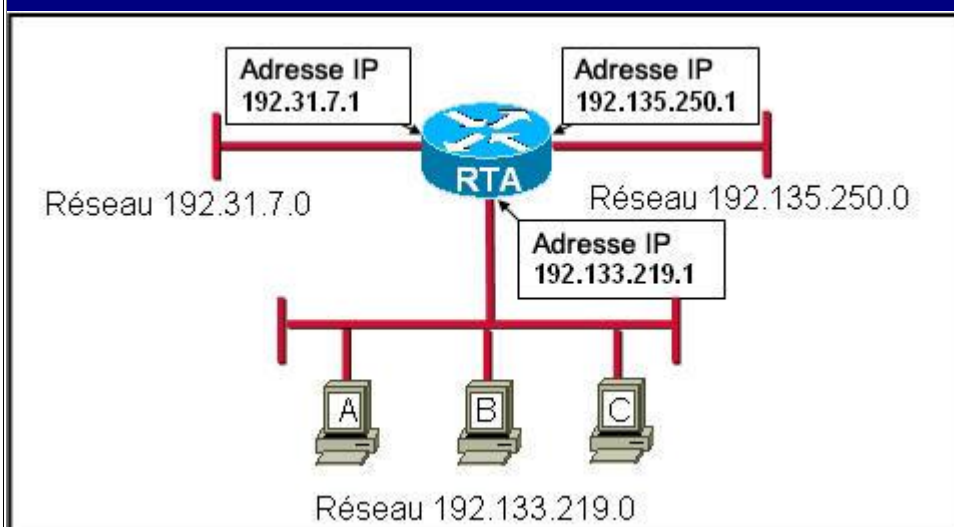 Adresse IP
192.31.7.1
Adresse IP
192.135.250.1
RTA
Réseau 192.31.7.0
Réseau 192.135.250.0
Adresse IP
192.133.219.1
A
B
C
Réseau 192.133.219.0